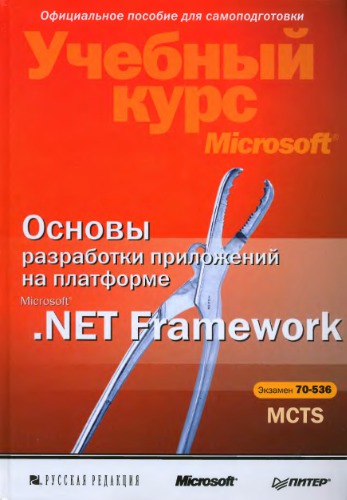 Официальное пособие для самоподготовки
Учебный
курс
Microsoft®
Основы
разработки приложений
на платформе
Microsoft®
.NET Framework
Экзамен 70-536
MCTS
РУССКАЯ РЕДАКЦИЯ Microsoft® ПИТЕР®